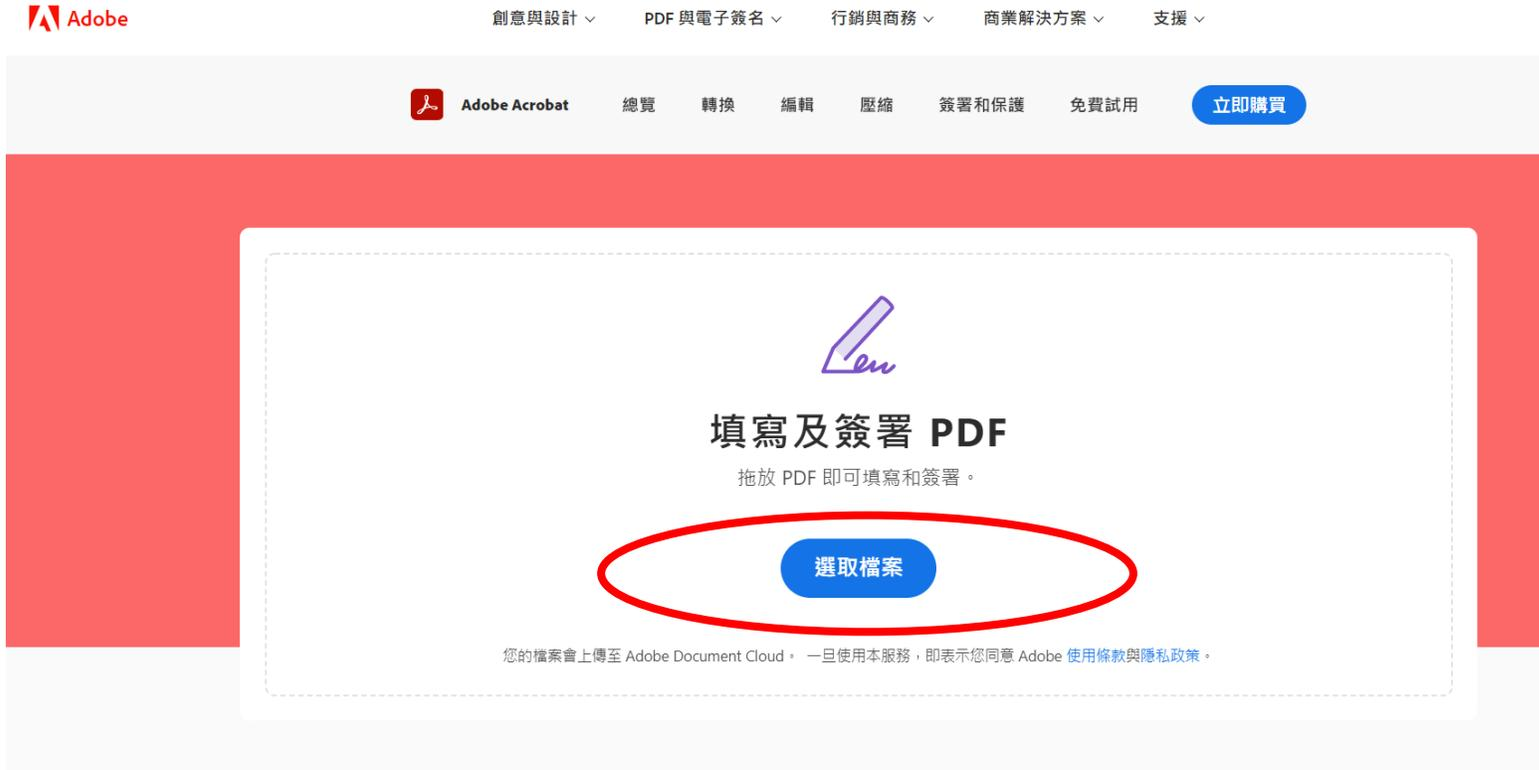 Adobe 創意與設計 PDF 與電子簽名 行銷與商務 商業解決方案 支援
Adobe Acrobat 總覽 轉換 編輯 壓縮 簽署和保護 免費試用 立即購買
填寫及簽署 PDF
拖放 PDF 即可填寫和簽署。
選取檔案
您的檔案會上傳至 Adobe Document Cloud。 一旦使用本服務，即表示您同意 Adobe 使用條款與隱私政策。